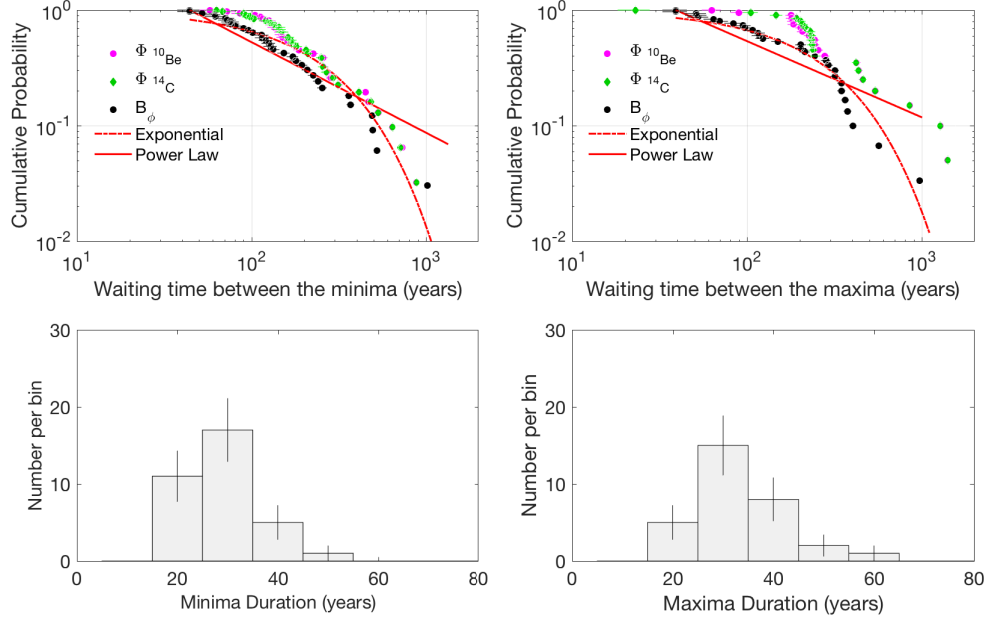 Cumulative Probability
10^0
10^-1
10^-2
Φ ^10Be
Φ ^14C
B_ϕ
Exponential
Power Law
10^1
10^2
10^3
Waiting time between the minima (years)
Cumulative Probability
10^0
10^-1
10^-2
Φ ^10Be
Φ ^14C
B_ϕ
Exponential
Power Law
10^1
10^2
10^3
Waiting time between the maxima (years)
Number per bin
30
20
10
0
0 20 40 60 80
Minima Duration (years)
Number per bin
30
20
10
0
0 20 40 60 80
Maxima Duration (years)